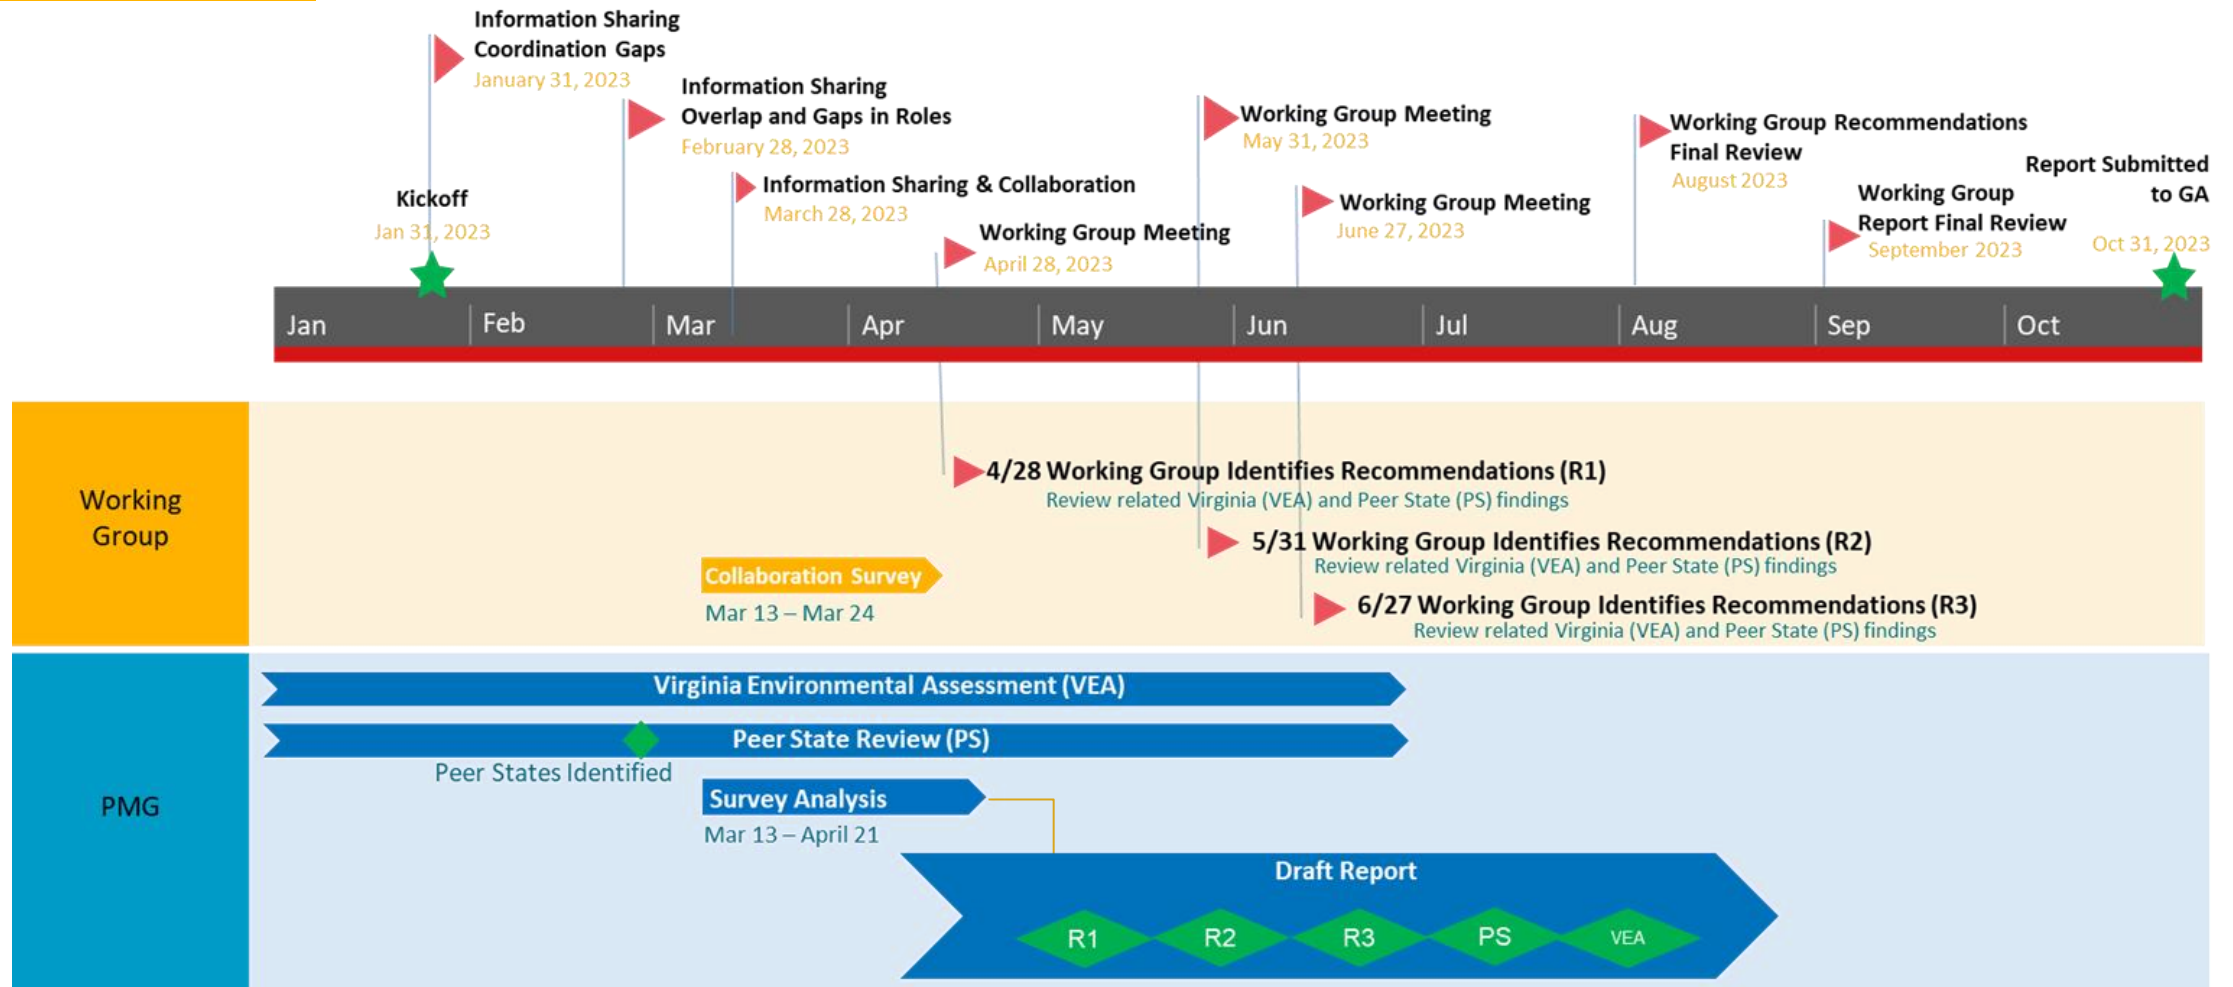 Information Sharing
Coordination Gaps
January 31, 2023
Information Sharing
Overlap and Gaps in Roles
February 28, 2023
Kickoff
Jan 31, 2023
Information Sharing & Collaboration
March 28, 2023
Working Group Meeting
April 28, 2023
Working Group Meeting
May 31, 2023
Working Group Meeting
June 27, 2023
Working Group Recommendations
Final Review
August 2023
Working Group
Report Final Review
September 2023
Report Submitted
to GA
Oct 31, 2023
Jan
Feb
Mar
Apr
May
Jun
Jul
Aug
Sep
Oct
Working
Group
4/28 Working Group Identifies Recommendations (R1)
Review related Virginia (VEA) and Peer State (PS) findings
5/31 Working Group Identifies Recommendations (R2)
Review related Virginia (VEA) and Peer State (PS) findings
Collaboration Survey
Mar 13 – Mar 24
6/27 Working Group Identifies Recommendations (R3)
Review related Virginia (VEA) and Peer State (PS) findings
PMG
Virginia Environmental Assessment (VEA)
Peer State Review (PS)
Peer States Identified
Survey Analysis
Mar 13 – April 21
Draft Report
R1
R2
R3
PS
VEA